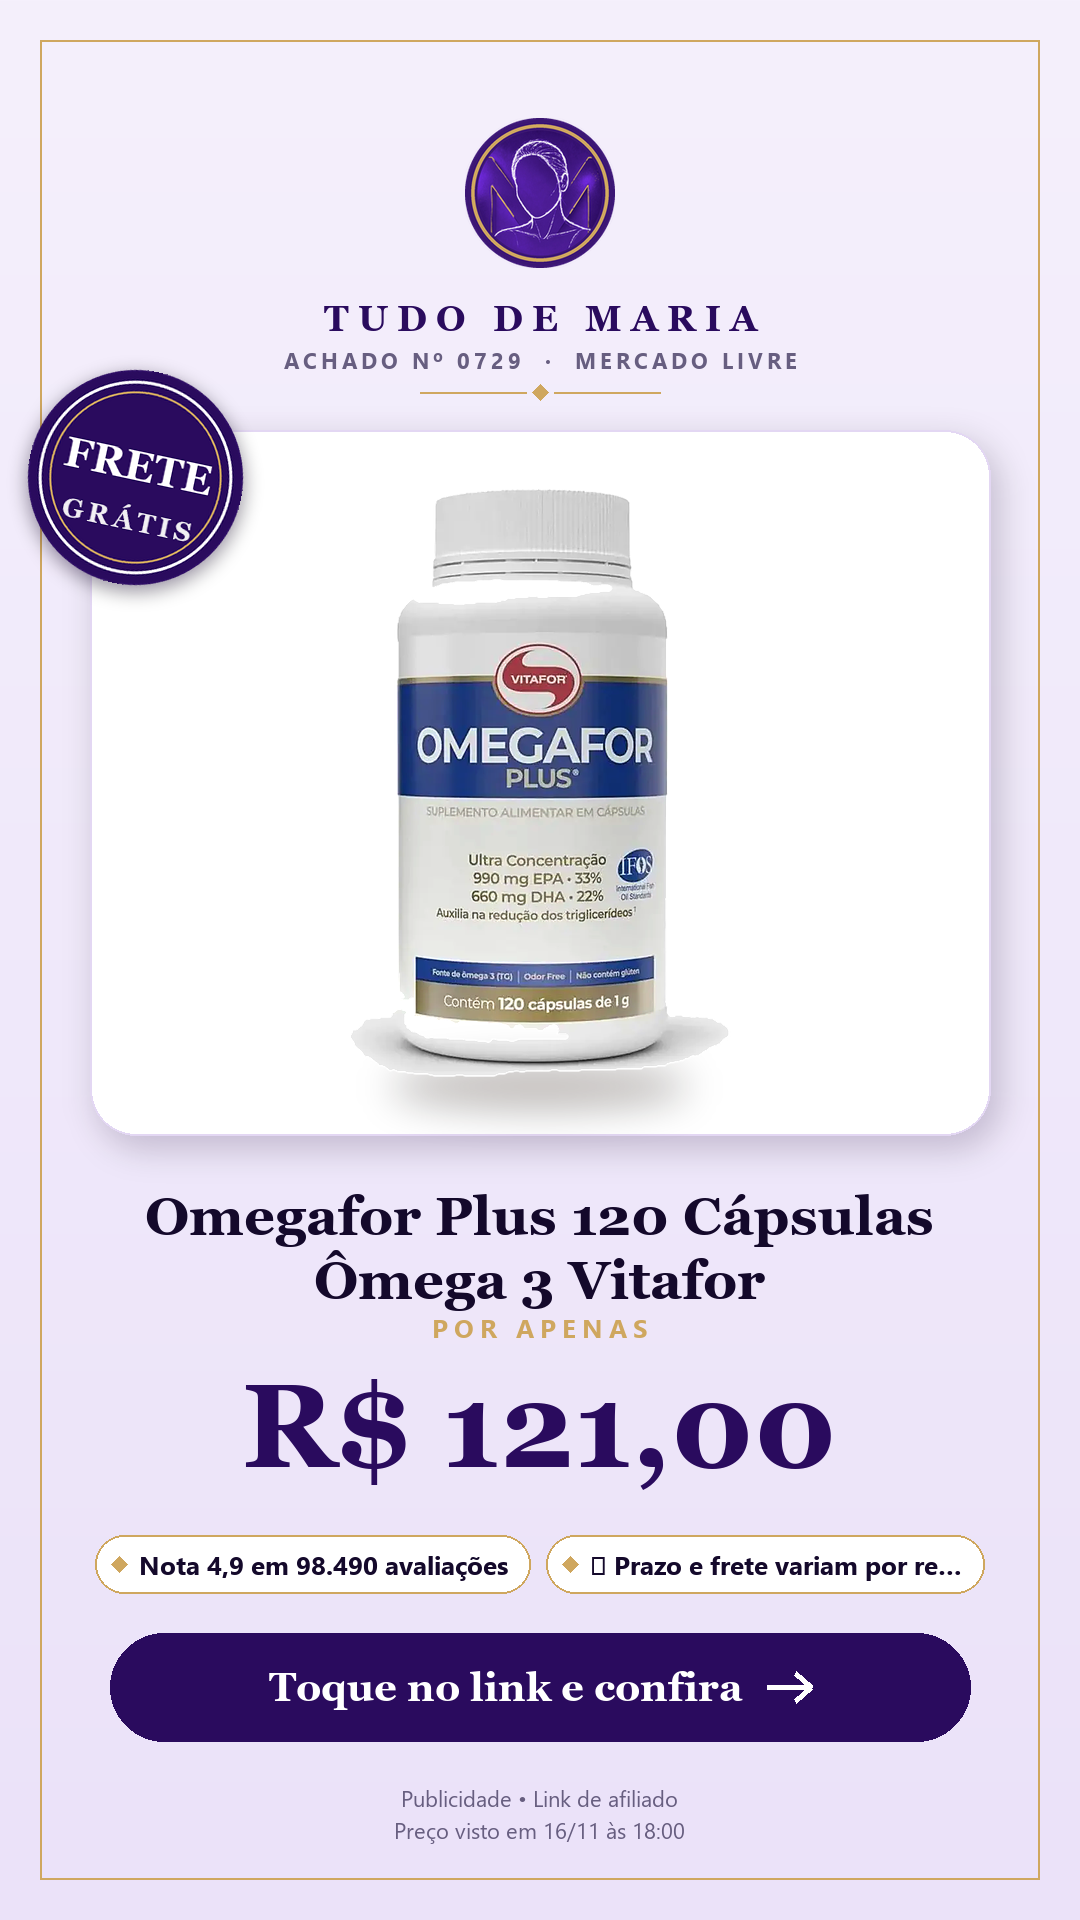 TUDO DE MARIA
ACHADO Nº 0729 · MERCADO LIVRE
FRETE
GRÁTIS
VITAFOR
OMEGAFOR
PLUS®
SUPLEMENTO ALIMENTAR EM CÁPSULAS
Ultra Concentração
990 mg EPA • 33%
660 mg DHA • 22%
Auxilia na redução dos triglicerídeos
IFOS
International Fish
Oil Standards
Fonte de ômega 3 (TG) | Odor Free | Não contém glúten
Contém 120 cápsulas de 1 g
Omegafor Plus 120 Cápsulas
Ômega 3 Vitafor
POR APENAS
R$ 121,00
Nota 4,9 em 98.490 avaliações
Prazo e frete variam por re...
Toque no link e confira →
Publicidade • Link de afiliado
Preço visto em 16/11 às 18:00